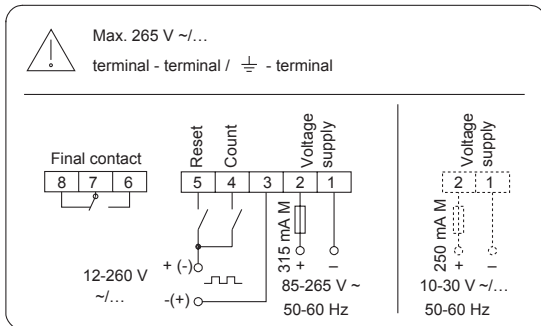 Max. 265 V ~/…
terminal - terminal / ⏚ - terminal
Final contact
8 7 6
Reset
Count
Voltage
supply
5 4 3 2 1
315 mA M
+ –
+ (-)
-(+)
12-260 V
~/…
85-265 V ~
50-60 Hz
Voltage
supply
2 1
250 mA M
+ –
10-30 V ~/…
50-60 Hz